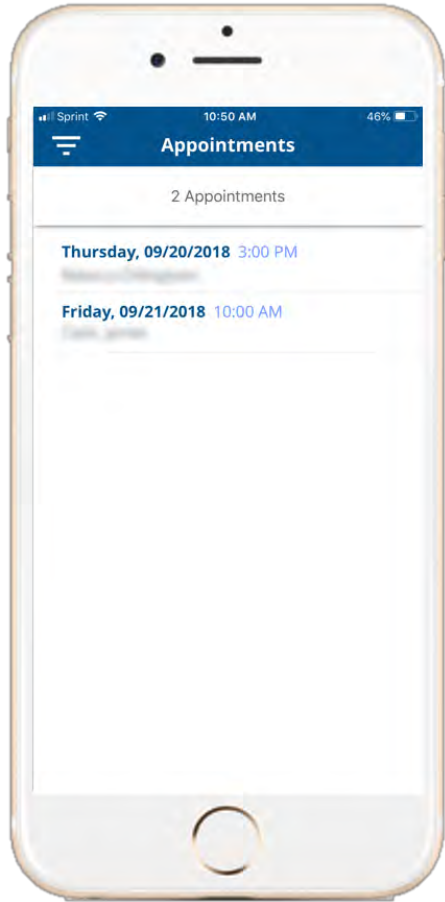 Sprint 10:50 AM 46%
Appointments
2 Appointments
Thursday, 09/20/2018 3:00 PM
Friday, 09/21/2018 10:00 AM